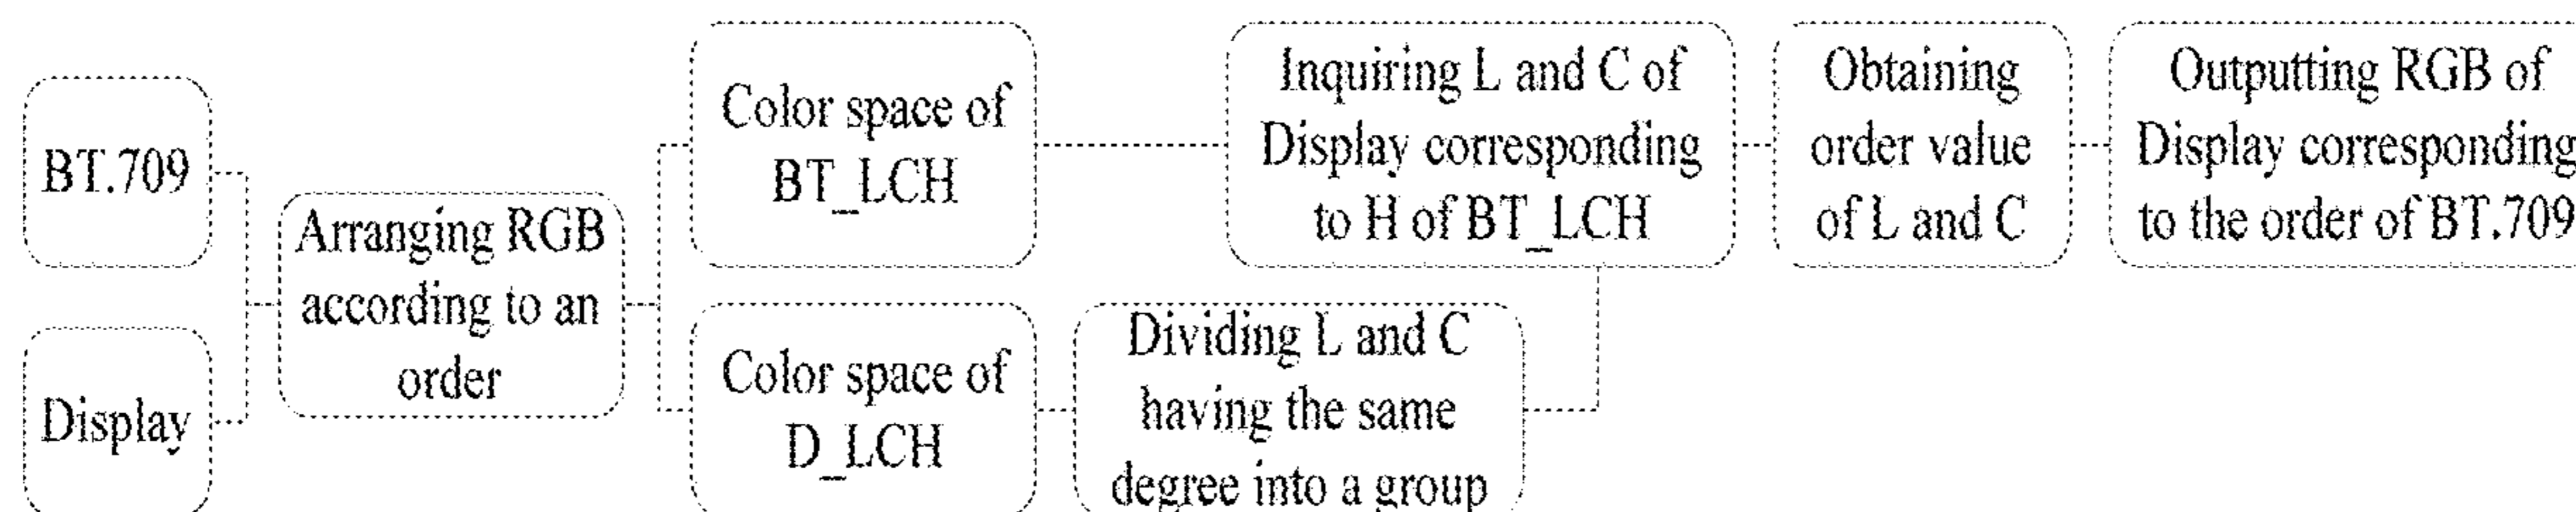 BT.709
Display
Arranging RGB
according to an
order
Color space of
BT_LCH
Color space of
D_LCH
Dividing L and C
having the same
degree into a group
Inquiring L and C of
Display corresponding
to H of BT_LCH
Obtaining
order value
of L and C
Outputting RGB of
Display corresponding
to the order of BT.709